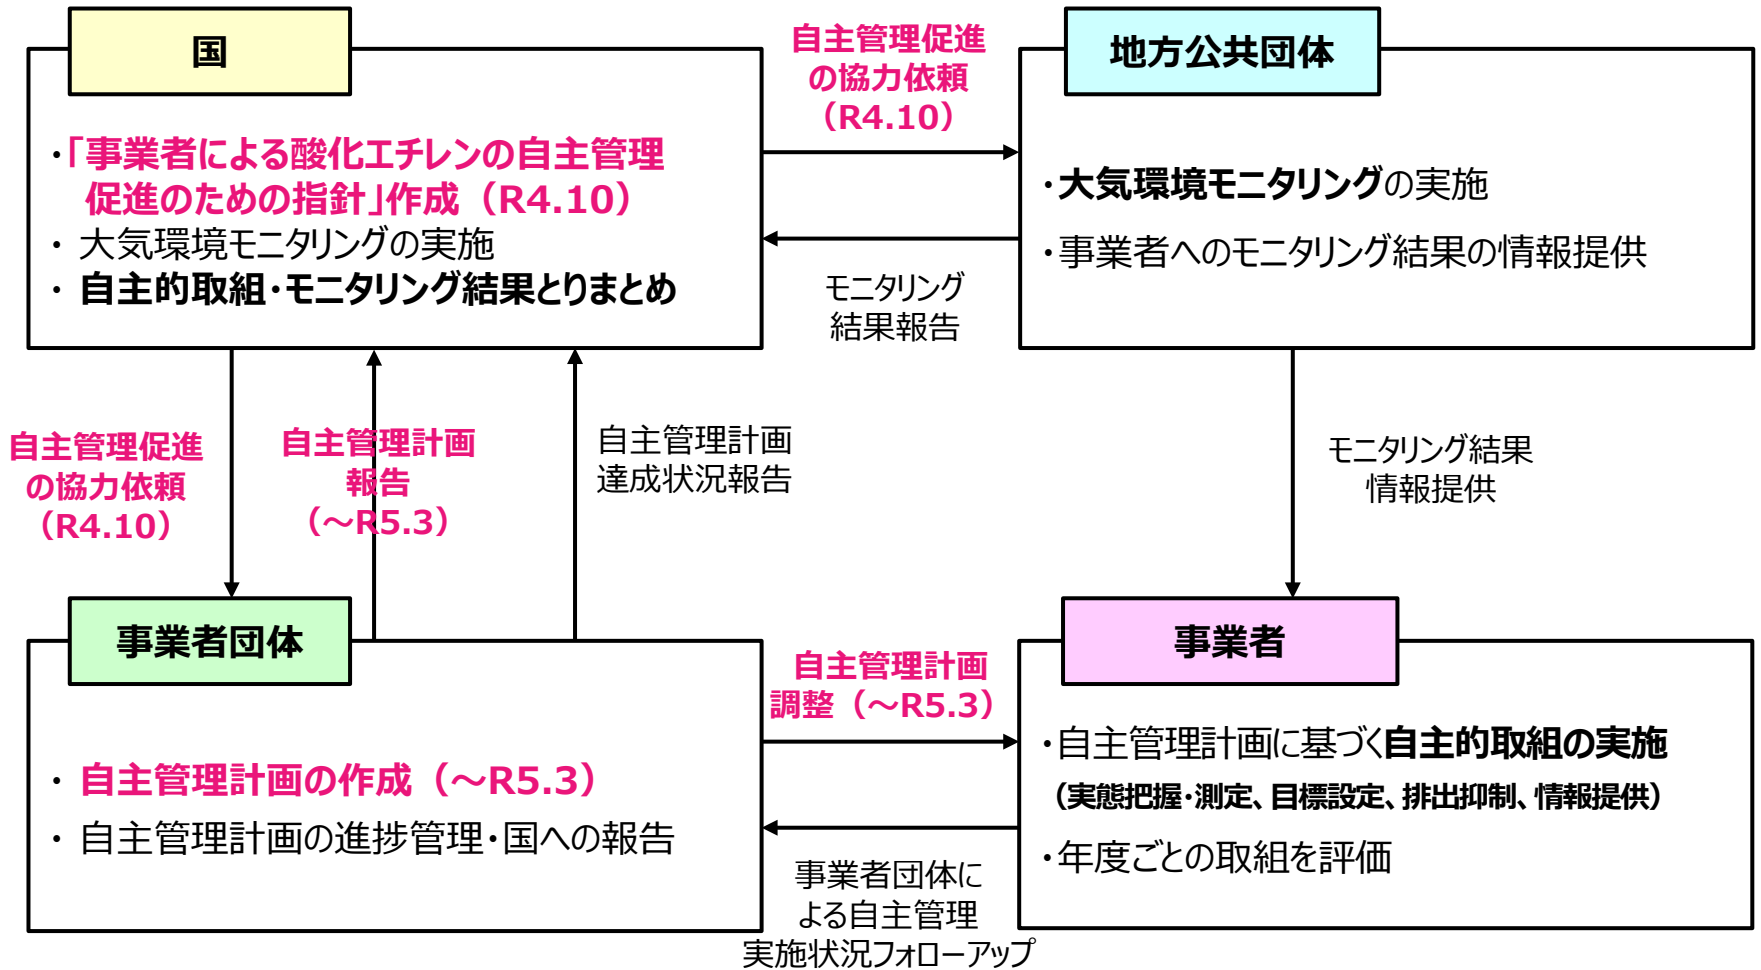 国
・「事業者による酸化エチレンの自主管理
促進のための指針」作成（R4.10）
・ 大気環境モニタリングの実施
・ 自主的取組・モニタリング結果とりまとめ
自主管理促進
の協力依頼
（R4.10）
モニタリング
結果報告
地方公共団体
・大気環境モニタリングの実施
・事業者へのモニタリング結果の情報提供
自主管理促進
の協力依頼
（R4.10）
自主管理計画
報告
（～R5.3）
自主管理計画
達成状況報告
モニタリング結果
情報提供
事業者団体
・ 自主管理計画の作成（～R5.3）
・ 自主管理計画の進捗管理・国への報告
自主管理計画
調整（～R5.3）
事業者団体に
よる自主管理
実施状況フォローアップ
事業者
・自主管理計画に基づく自主的取組の実施
（実態把握・測定、目標設定、排出抑制、情報提供）
・年度ごとの取組を評価